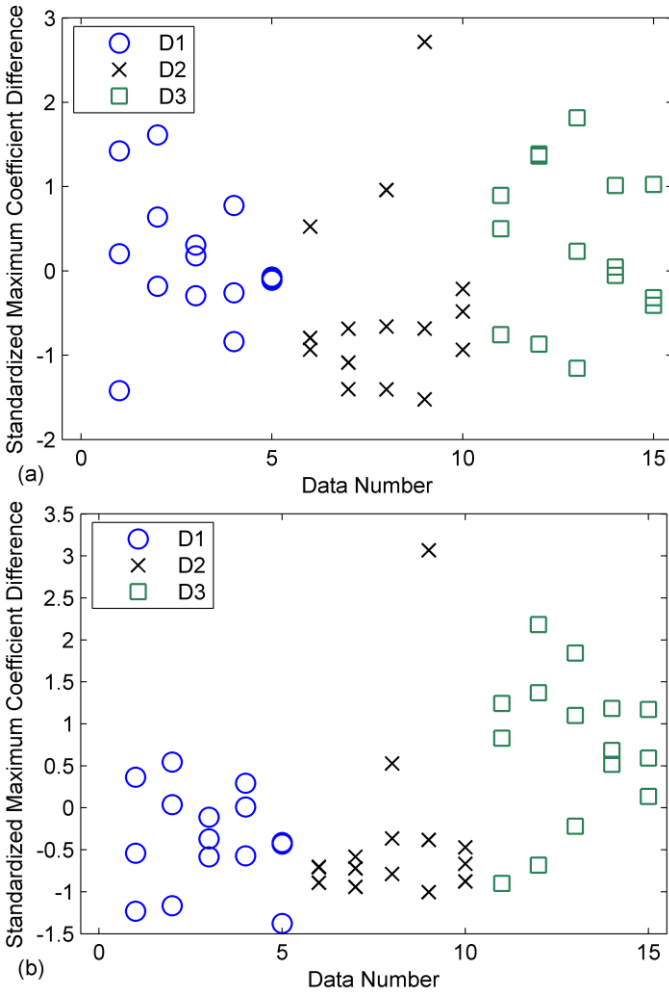 3
2
1
0
-1
-2
Standardized Maximum Coefficient Difference
D1
D2
D3
0
5
10
15
(a)
Data Number
3.5
3
2.5
2
1.5
1
0.5
0
-0.5
-1
-1.5
Standardized Maximum Coefficient Difference
D1
D2
D3
0
5
10
15
(b)
Data Number